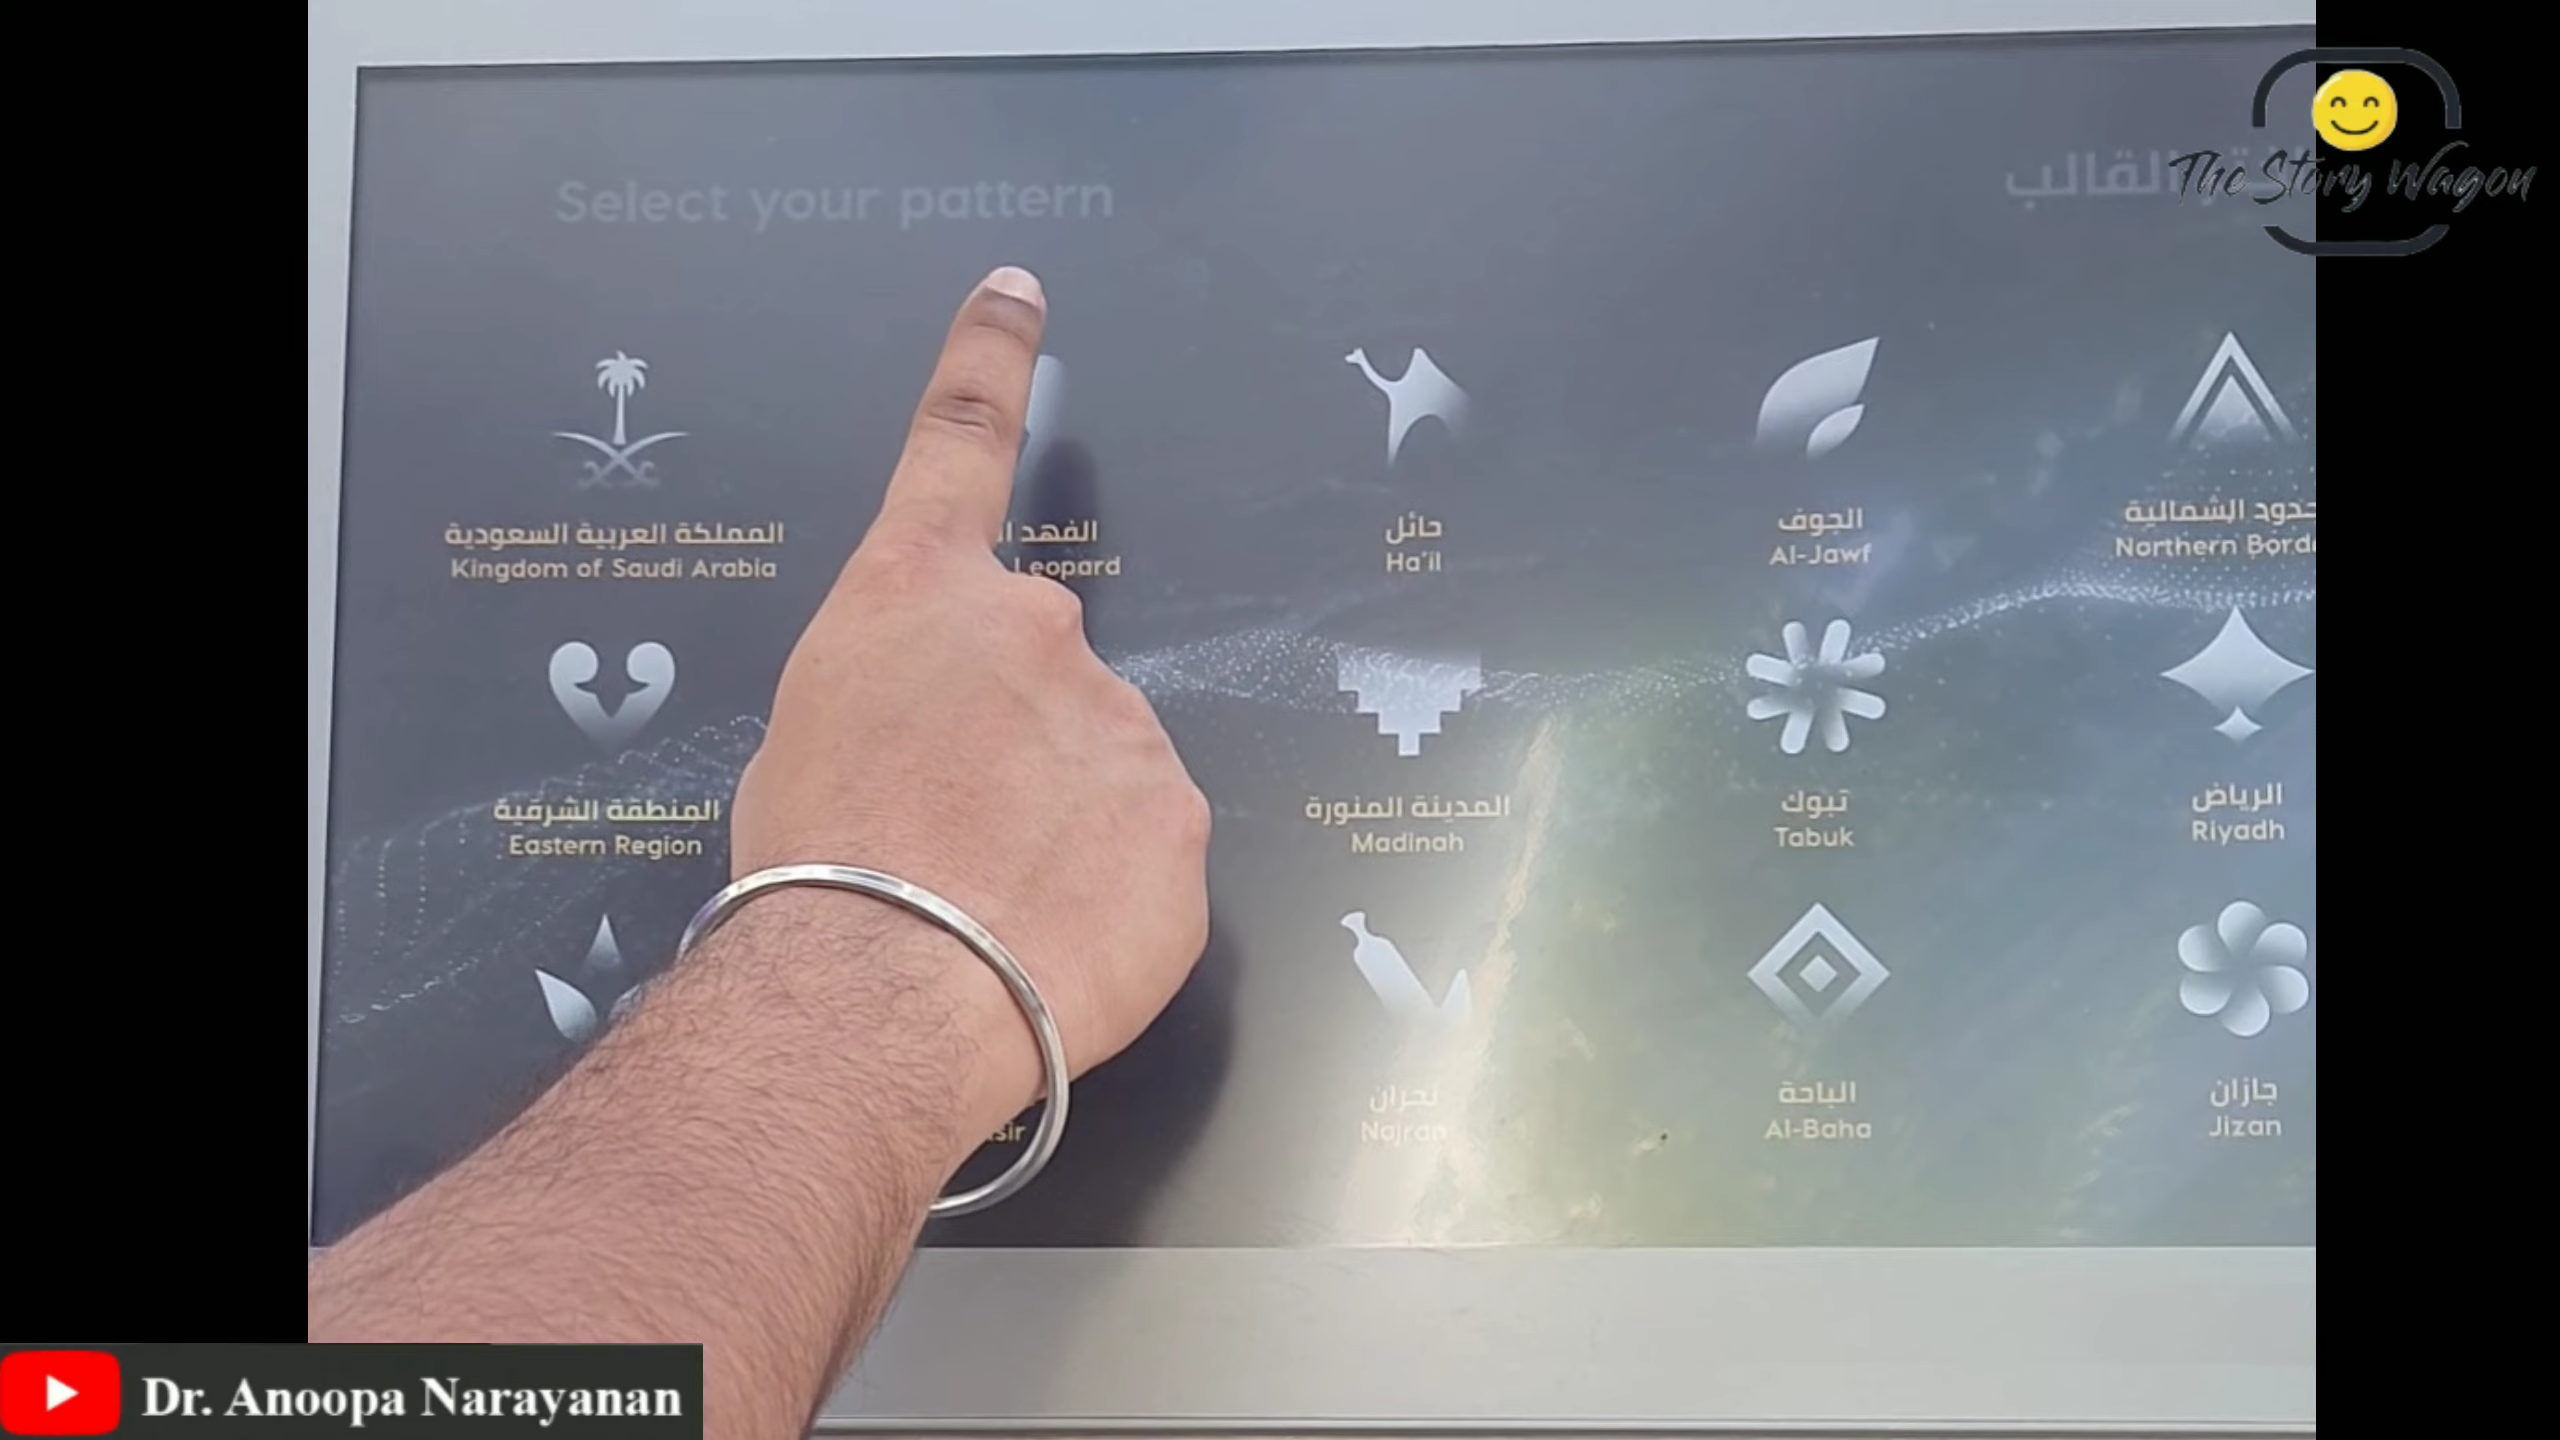 Select your pattern
القالب
The Story Wagon
المملكة العربية السعودية
Kingdom of Saudi Arabia
الفهد
Leopard
حائل
Ha'il
الجوف
Al-Jawf
الشمالية
Northern
المنطقة الشرقية
Eastern Region
المدينة المنورة
Madinah
تبوك
Tabuk
الرياض
Riyadh
نجران
Najran
الباحة
Al-Baha
جازان
Jizan
Dr. Anoopa Narayanan